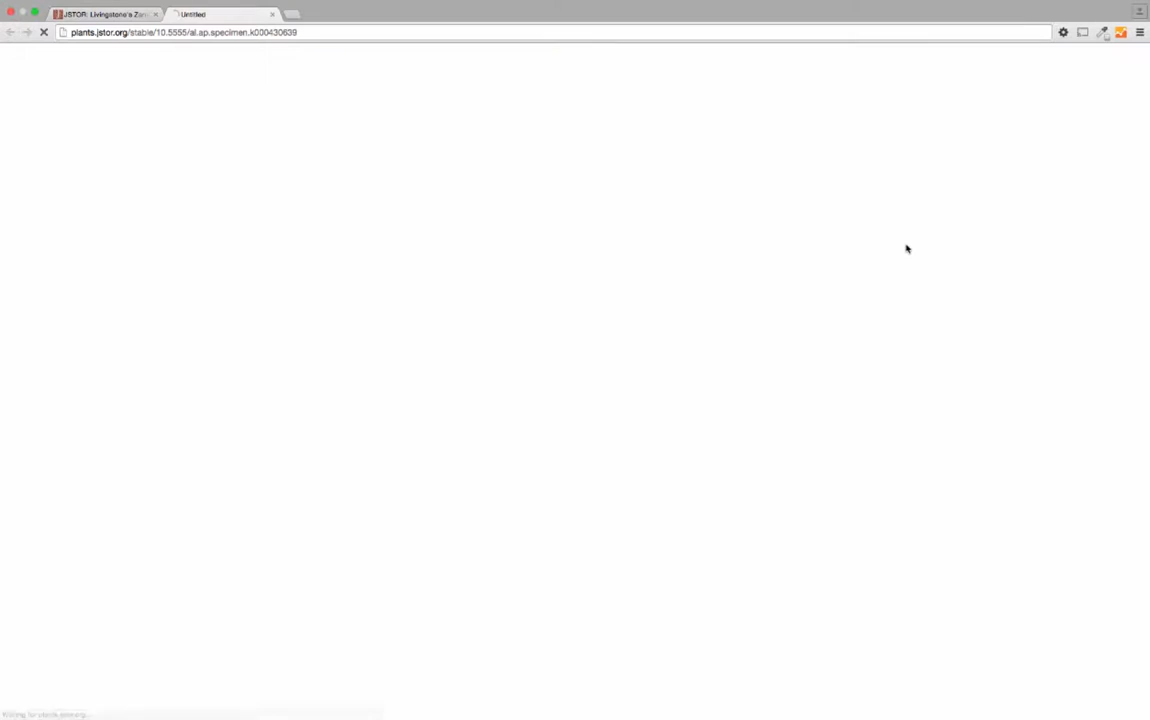 JSTOR: Livingstone's Zam
Untitled
plants.jstor.org/stable/10.5555/al.ap.specimen.k000430639